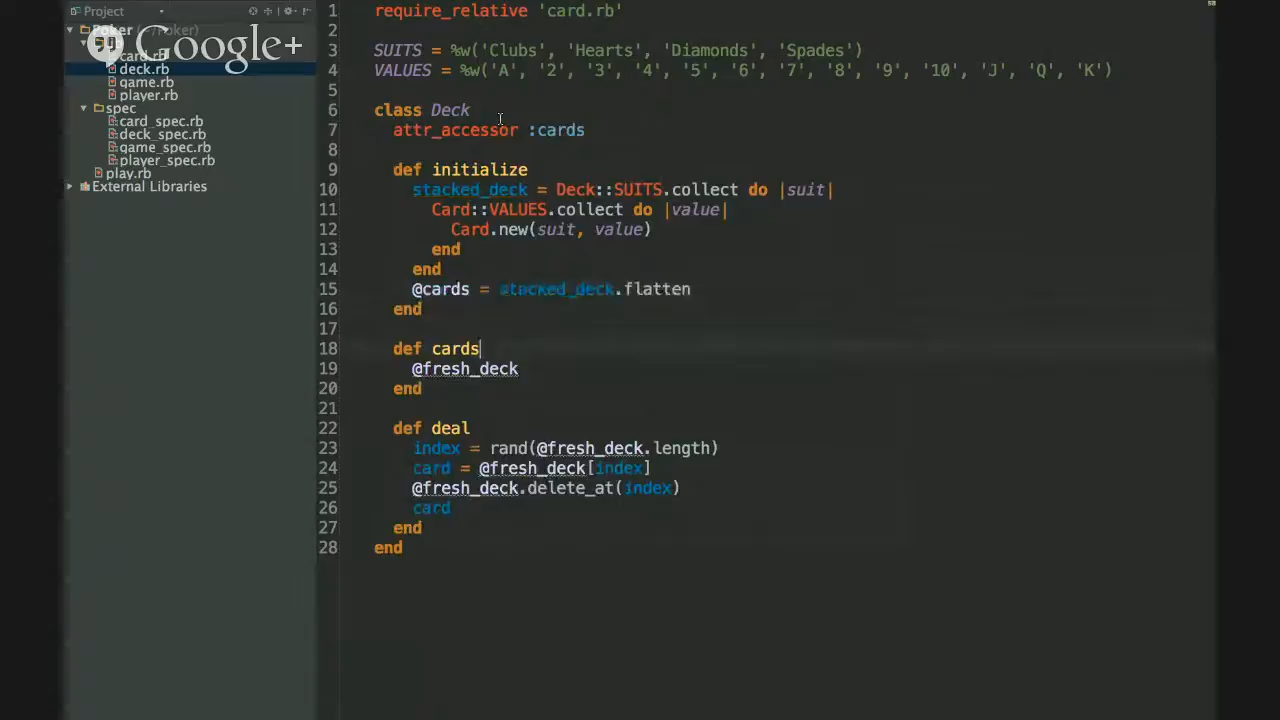 Project
Poker (~/Poker)
Google+
lib
card.rb
deck.rb
game.rb
player.rb
spec
card_spec.rb
deck_spec.rb
game_spec.rb
player_spec.rb
play.rb
External Libraries
1 require_relative 'card.rb'
2
3 SUITS = %w('Clubs', 'Hearts', 'Diamonds', 'Spades')
4 VALUES = %w('A', '2', '3', '4', '5', '6', '7', '8', '9', '10', 'J', 'Q', 'K')
5
6 class Deck
7 attr_accessor :cards
8
9 def initialize
10 stacked_deck = Deck::SUITS.collect do |suit|
11 Card::VALUES.collect do |value|
12 Card.new(suit, value)
13 end
14 end
15 @cards = stacked_deck.flatten
16 end
17
18 def cards
19 @fresh_deck
20 end
21
22 def deal
23 index = rand(@fresh_deck.length)
24 card = @fresh_deck[index]
25 @fresh_deck.delete_at(index)
26 card
27 end
28 end